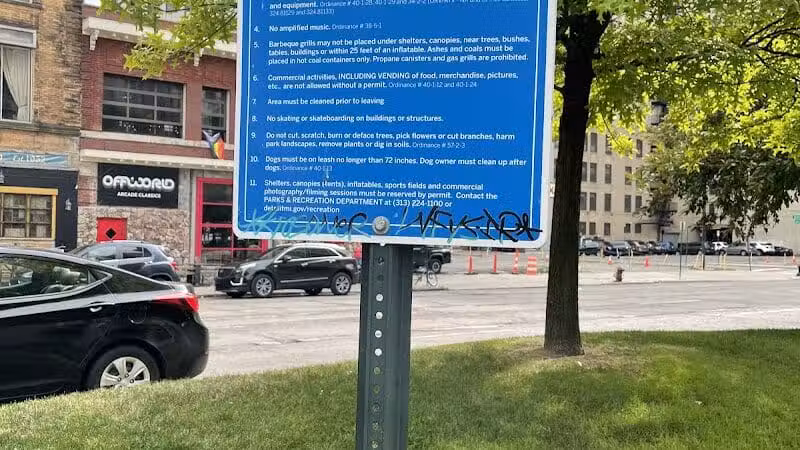 and equipment. Ordinance # 40-1-28, 40-1-29 and 34-2-2
324.81129 and 324.81133)
4. No amplified music. Ordinance # 36-6-1
5. Barbeque grills may not be placed under shelters, canopies, near trees, bushes,
tables, buildings or within 25 feet of an inflatable. Ashes and coals must be
placed in hot coal containers only. Propane canisters and gas grills are prohibited.
6. Commercial activities, INCLUDING VENDING of food, merchandise, pictures,
etc., are not allowed without a permit. Ordinance # 40-1-12 and 40-1-24
7. Area must be cleaned prior to leaving
8. No skating or skateboarding on buildings or structures.
9. Do not cut, scratch, burn or deface trees, pick flowers or cut branches, harm
park landscapes, remove plants or dig in soils. Ordinance # 57-2-3
10. Dogs must be on leash no longer than 72 inches. Dog owner must clean up after
dogs. Ordinance # 40-1-13
11. Shelters, canopies (tents), inflatables, sports fields and commercial
photography/filming sessions must be reserved by permit. Contact the
PARKS & RECREATION DEPARTMENT at (313) 224-1100 or
detroitmi.gov/recreation
OFFWORLD
ARCADE CLASSICS